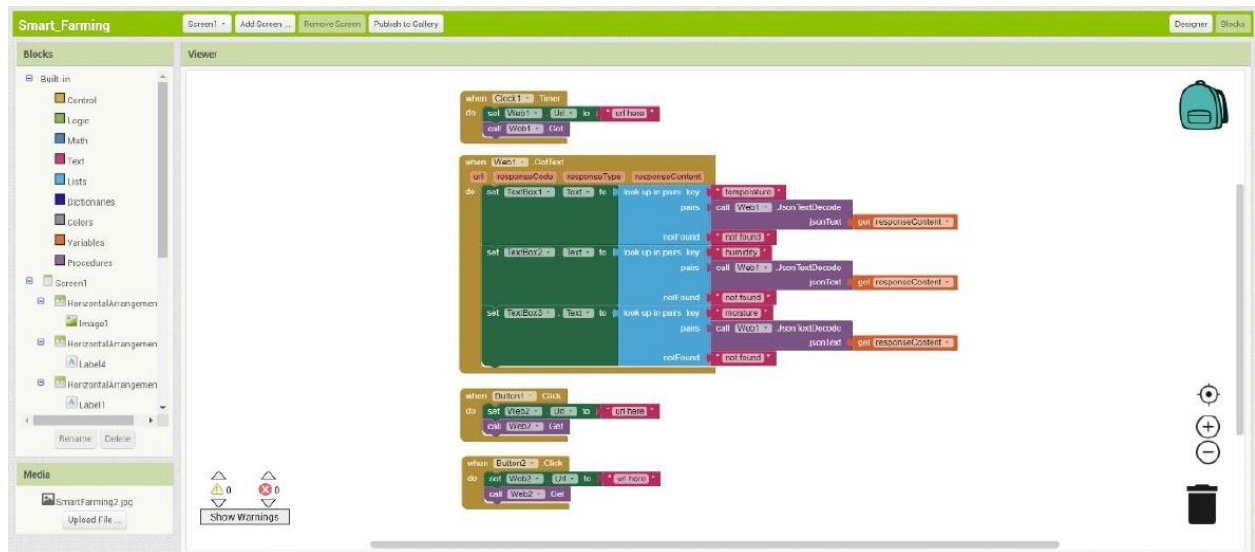 Smart_Farming
Screen1
Add Screen ...
Remove Screen
Publish to Gallery
Designer
Blocks
Blocks
Built-in
Control
Logic
Math
Text
Lists
Dictionaries
Colors
Variables
Procedures
Screen1
HorizontalArrangemen
Image1
HorizontalArrangemen
Label4
HorizontalArrangemen
Label1
Rename Delete
Media
SmartFarming2.jpg
Upload File ...
Viewer
when Clock1 .Timer
do set Web1 . Url to " url here "
call Web1 .Get
when Web1 .GotText
url responseCode responseType responseContent
do set TextBox1 . Text to look up in pairs key " temperature "
pairs call Web1 .JsonTextDecode
jsonText get responseContent
notFound " not found "
set TextBox2 . Text to look up in pairs key " humidity "
pairs call Web1 .JsonTextDecode
jsonText get responseContent
notFound " not found "
set TextBox3 . Text to look up in pairs key " moisture "
pairs call Web1 .JsonTextDecode
jsonText get responseContent
notFound " not found "
when Button1 .Click
do set Web2 . Url to " url here "
call Web2 .Get
when Button2 .Click
do set Web2 . Url to " url here "
call Web2 .Get
0 0
Show Warnings